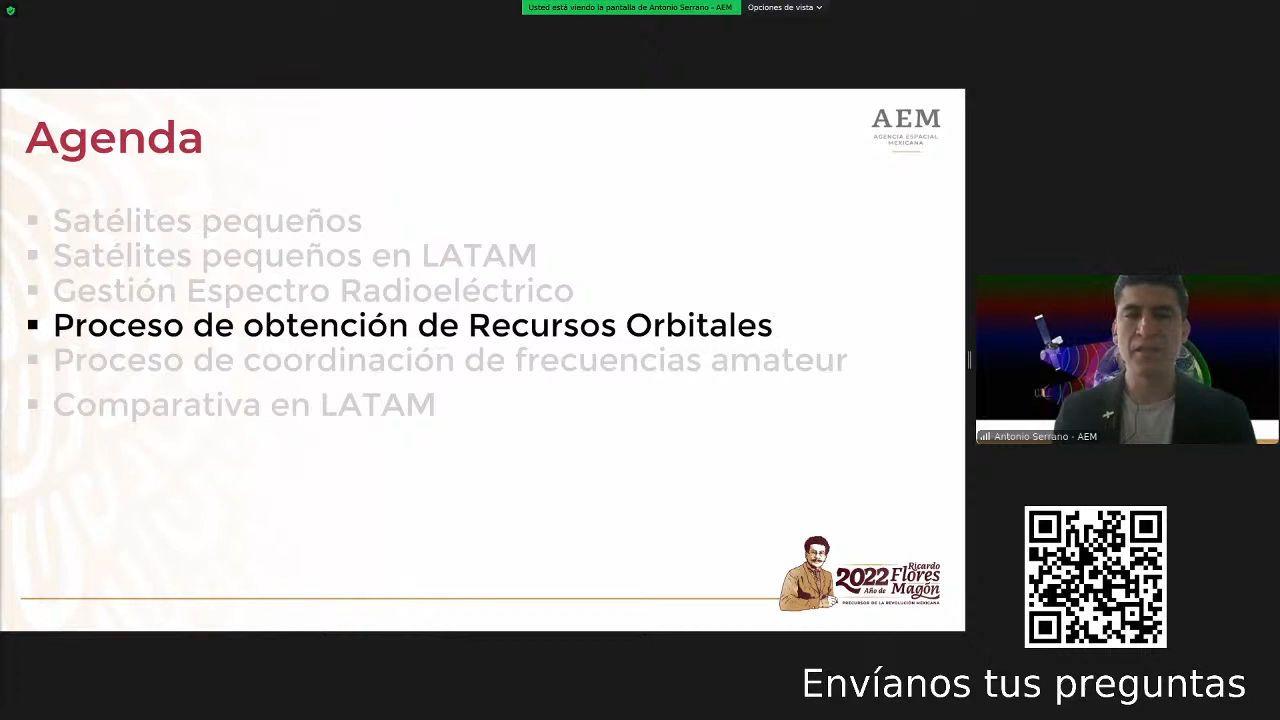 Usted está viendo la pantalla de Antonio Serrano - AEM
Opciones de vista
Agenda
AEM
AGENCIA ESPACIAL
MEXICANA
▪ Satélites pequeños
▪ Satélites pequeños en LATAM
▪ Gestión Espectro Radioeléctrico
▪ Proceso de obtención de Recursos Orbitales
▪ Proceso de coordinación de frecuencias amateur
▪ Comparativa en LATAM
Antonio Serrano - AEM
2022 Ricardo
Año de Flores
Magón
PRECURSOR DE LA REVOLUCIÓN MEXICANA
Envíanos tus preguntas